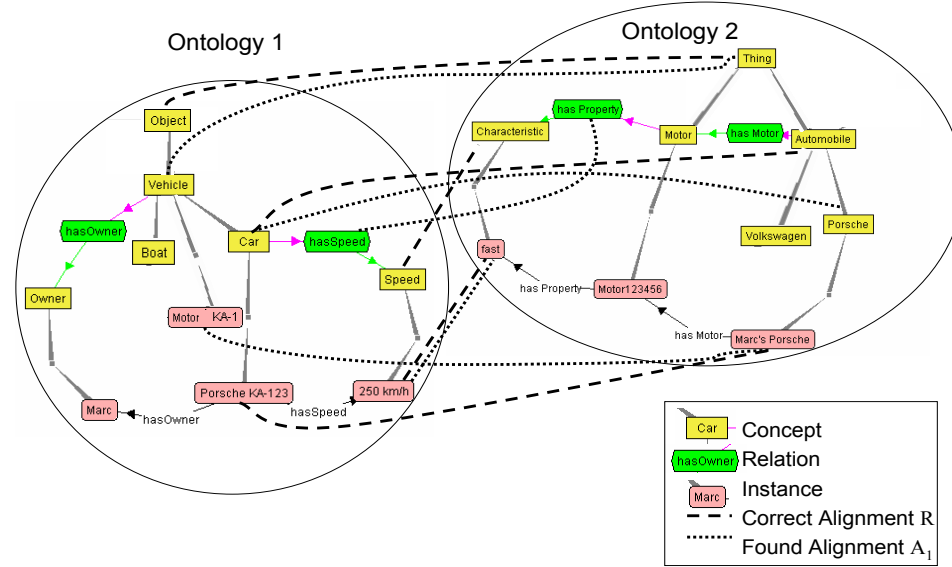 Ontology 1
Ontology 2
Thing
Object
has Property
Characteristic
Motor
has Motor
Automobile
Vehicle
hasOwner
Boat
Car
hasSpeed
Speed
Owner
Volkswagen
Porsche
fast
has Property
Motor123456
Motor KA-1
has Motor
Marc's Porsche
Porsche KA-123
250 km/h
hasSpeed
Marc
hasOwner
Car
Concept
hasOwner
Relation
Marc
Instance
Correct Alignment R
Found Alignment A1